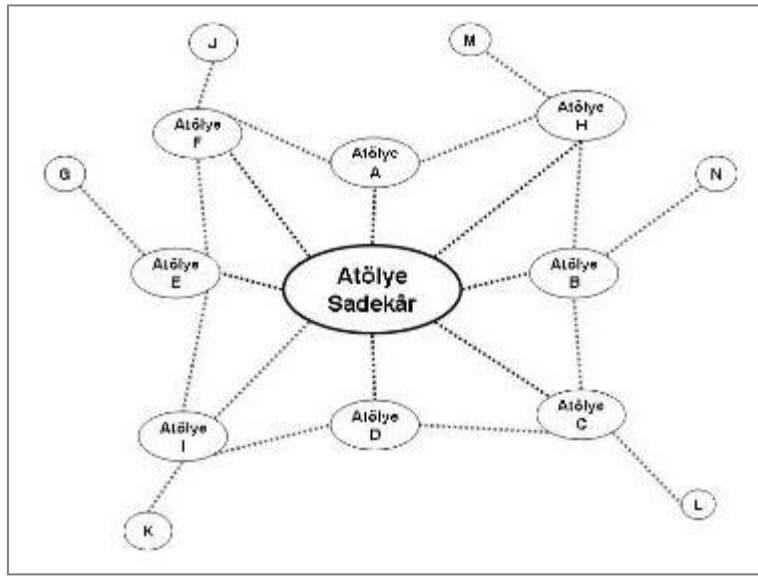 J
M
Atölye
F
Atölye
H
Atölye
A
G
N
Atölye
E
Atölye
Sadekâr
Atölye
B
Atölye
I
Atölye
D
Atölye
C
K
L